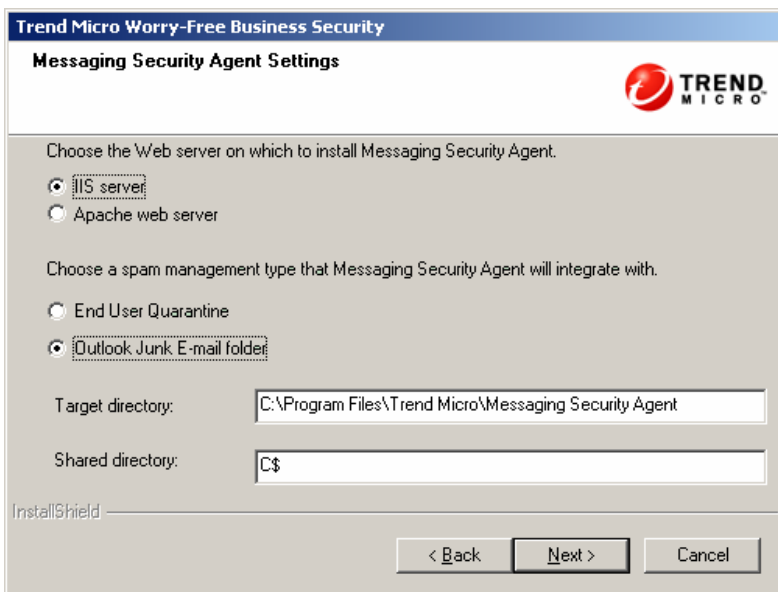 Trend Micro Worry-Free Business Security
Messaging Security Agent Settings
TREND
MICRO™
Choose the Web server on which to install Messaging Security Agent.
IIS server
Apache web server
Choose a spam management type that Messaging Security Agent will integrate with.
End User Quarantine
Outlook Junk E-mail folder
Target directory: C:\Program Files\Trend Micro\Messaging Security Agent
Shared directory: C$
InstallShield
< Back Next > Cancel